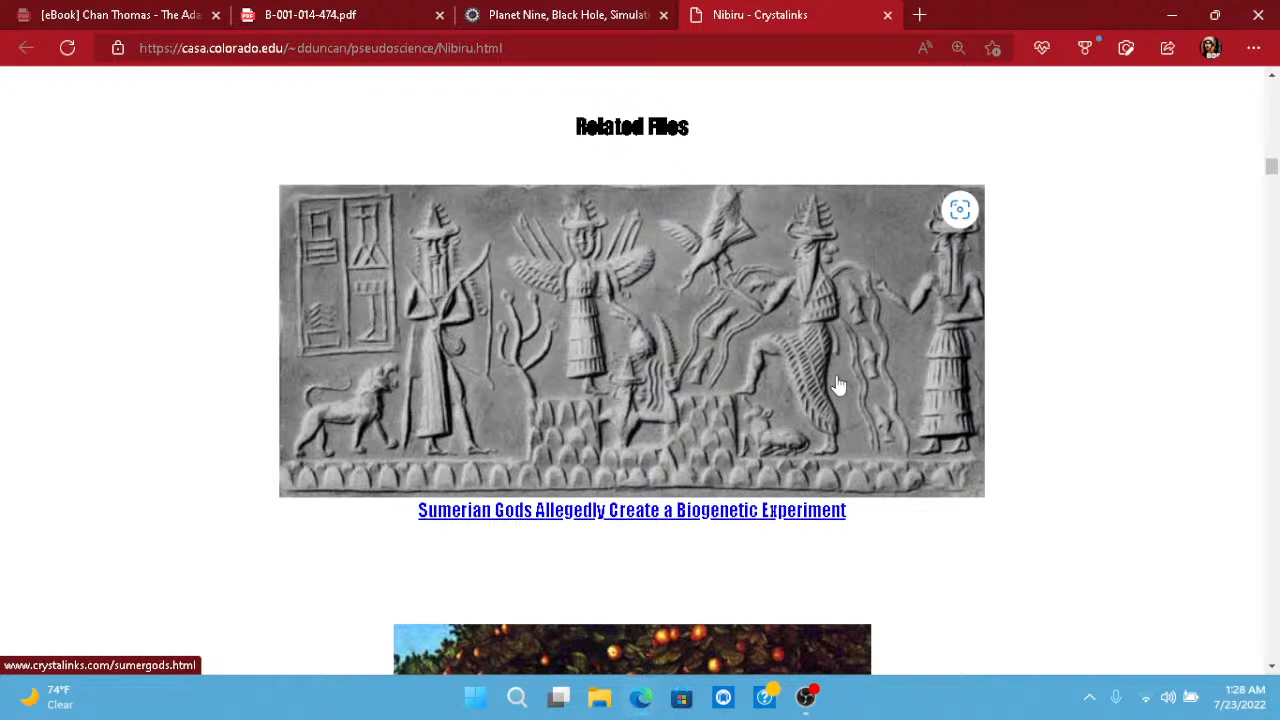 [eBook] Chan Thomas - The Ada
B-001-014-474.pdf
Planet Nine, Black Hole, Simulati
Nibiru - Crystalinks
https://casa.colorado.edu/~dduncan/pseudoscience/Nibiru.html
Related Files
Sumerian Gods Allegedly Create a Biogenetic Experiment
www.crystalinks.com/sumergods.html
74°F
Clear
1:28 AM
7/23/2022